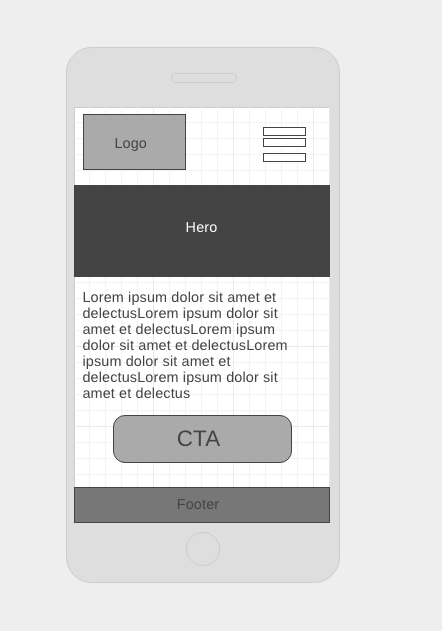 Logo
Hero
Lorem ipsum dolor sit amet et
delectusLorem ipsum dolor sit
amet et delectusLorem ipsum
dolor sit amet et delectusLorem
ipsum dolor sit amet et
delectusLorem ipsum dolor sit
amet et delectus
CTA
Footer